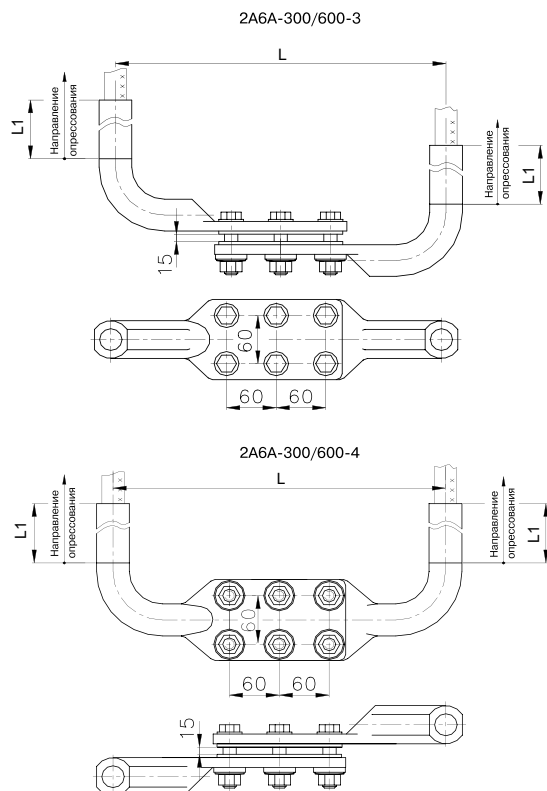 2А6А-300/600-3
L
L1
Направление
опрессования
Направление
опрессования
L1
15
60
60
60
2А6А-300/600-4
L
L1
Направление
опрессования
Направление
опрессования
L1
60
60
60
15